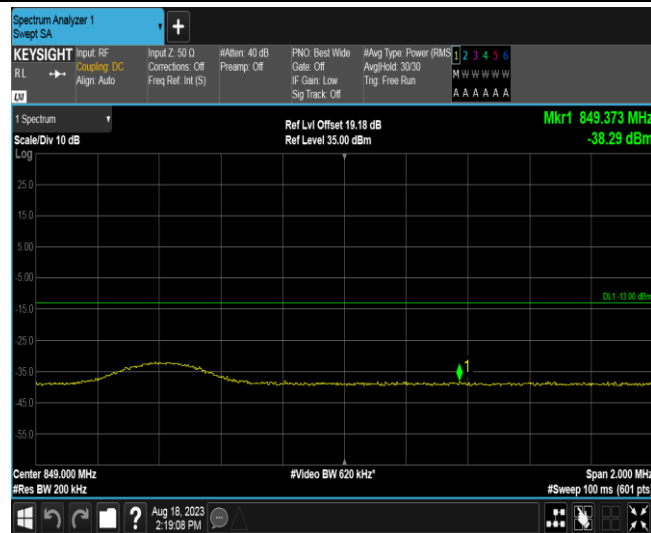 Spectrum Analyzer 1
Swept SA
+
KEYSIGHT
R L
LXI
Input: RF
Coupling: DC
Align: Auto
Input Z: 50 Ω
Corrections: Off
Freq Ref: Int (S)
#Atten: 40 dB
Preamp: Off
PNO: Best Wide
Gate: Off
IF Gain: Low
Sig Track: Off
#Avg Type: Power (RMS
Avg|Hold: 30/30
Trig: Free Run
1 2 3 4 5 6
M W W W W W
A A A A A A
1 Spectrum
Scale/Div 10 dB
Log
Ref Lvl Offset 19.18 dB
Ref Level 35.00 dBm
Mkr1 849.373 MHz
-38.29 dBm
25.0
15.0
5.00
-5.00
-15.0
-25.0
-35.0
-45.0
-55.0
DL1 -13.00 dBm
1
Center 849.000 MHz
#Res BW 200 kHz
#Video BW 620 kHz*
Span 2.000 MHz
#Sweep 100 ms (601 pts)
?
Aug 18, 2023
2:19:08 PM